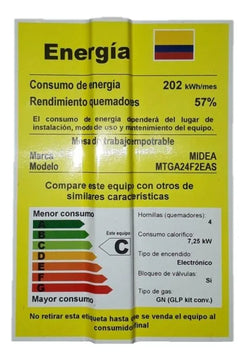 Energía
Consumo de energía 202 kWh/mes
Rendimiento quemadores 57%
El consumo de energía dependerá del lugar de
instalación, modo de uso y mantenimiento del equipo.
Mesa de trabajo empotrable
Marca MIDEA
Modelo MTGA24F2EAS
Compare este equipo con otros de
similares características
Menor consumo
A
B
C
D
E
F
G
Mayor consumo
Este equipo
C
Hornillas (quemadores):
4
Consumo calorífico:
7,25 kW
Tipo de encendido:
Electrónico
Bloqueo de válvulas:
Si
Tipo de gas:
GN (GLP kit conv.)
No retirar esta etiqueta hasta que se venda el equipo al
consumidor final